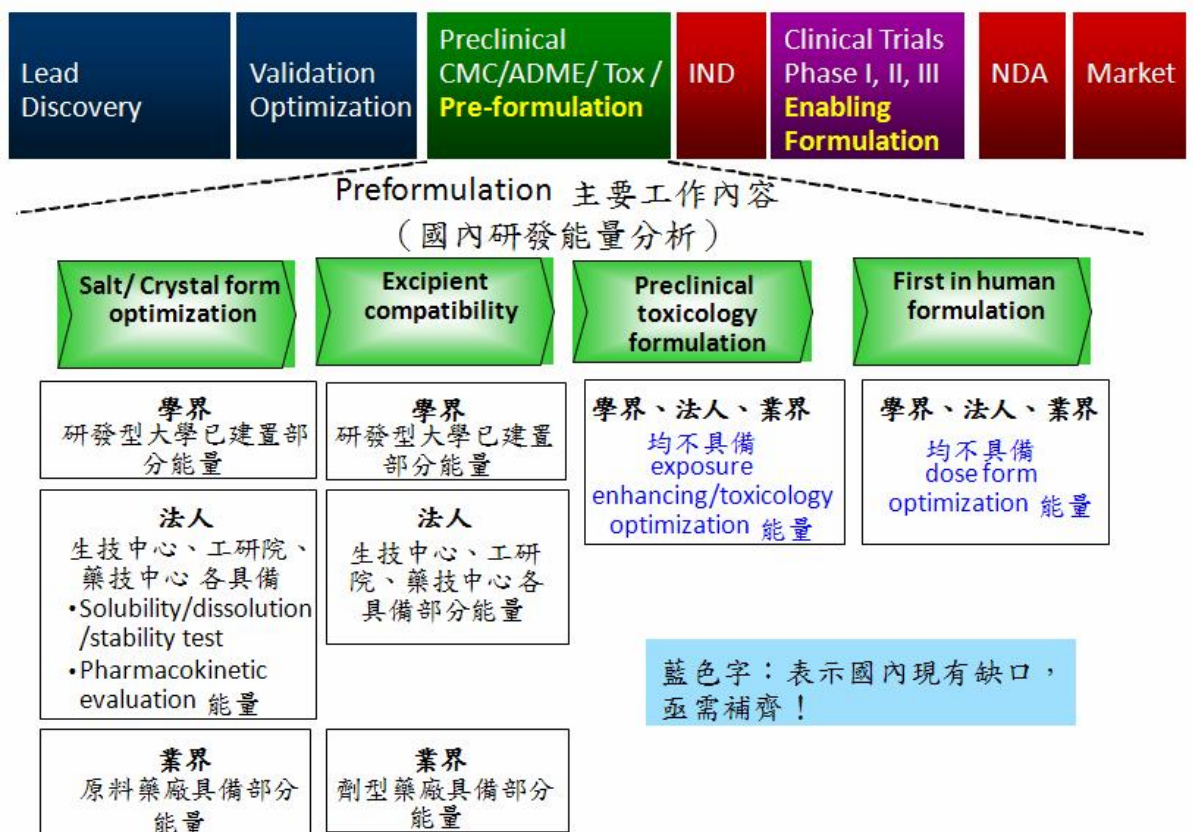 Lead
Discovery
Validation
Optimization
Preclinical
CMC/ADME/ Tox /
Pre-formulation
IND
Clinical Trials
Phase I, II, III
Enabling
Formulation
NDA
Market
Preformulation 主要工作內容
（國內研發能量分析）
Salt/ Crystal form
optimization
Excipient
compatibility
Preclinical
toxicology
formulation
First in human
formulation
學界
研發型大學已建置部
分能量
學界
研發型大學已建置
部分能量
學界、法人、業界
均不具備
exposure
enhancing/toxicology
optimization 能量
學界、法人、業界
均不具備
dose form
optimization 能量
法人
生技中心、工研院、
藥技中心 各具備
•Solubility/dissolution
/stability test
•Pharmacokinetic
evaluation 能量
法人
生技中心、工研
院、藥技中心各
具備部分能量
藍色字：表示國內現有缺口，
亟需補齊！
業界
原料藥廠具備部分
能量
業界
劑型藥廠具備部分
能量